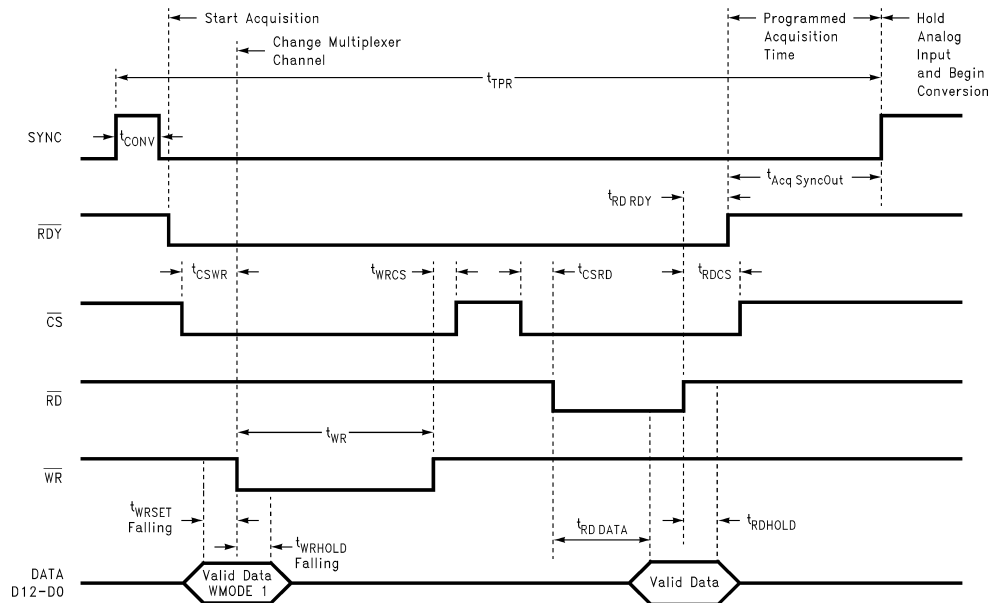 Start Acquisition
Change Multiplexer
Channel
Programmed
Acquisition
Time
Hold
Analog
Input
and Begin
Conversion
tTPR
SYNC
tCONV
tAcq SyncOut
tRD RDY
RDY
tCSWR
tWRCS
tCSRD
tRDCS
CS
RD
tWR
WR
tWRSET
Falling
tWRHOLD
Falling
tRD DATA
tRDHOLD
DATA
D12-D0
Valid Data
WMODE 1
Valid Data